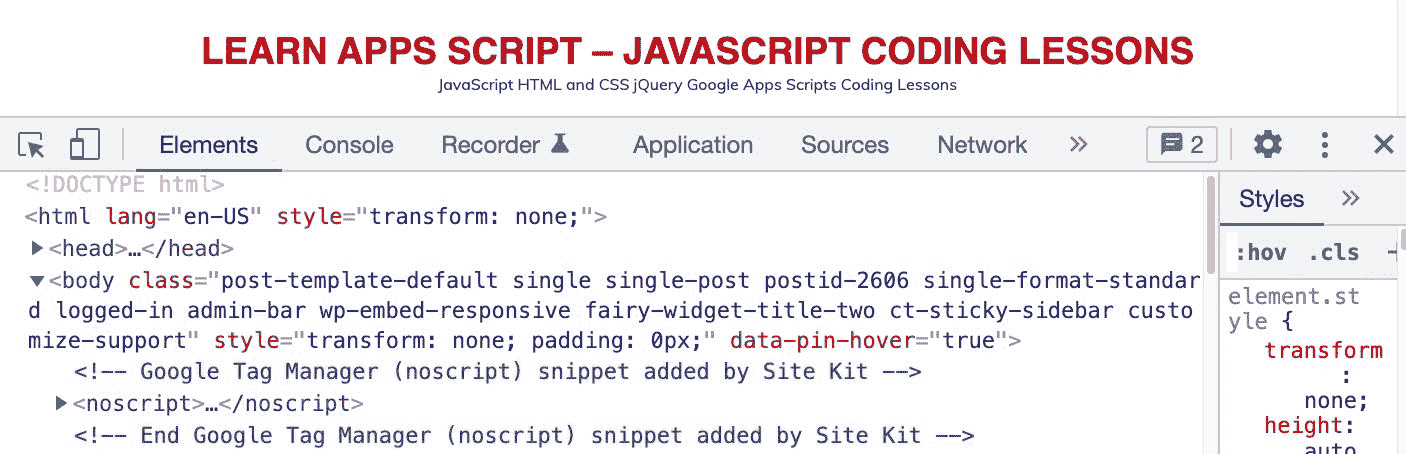 LEARN APPS SCRIPT – JAVASCRIPT CODING LESSONS
JavaScript HTML and CSS jQuery Google Apps Scripts Coding Lessons
Elements Console Recorder Application Sources Network » 2
<!DOCTYPE html>
<html lang="en-US" style="transform: none;">
<head>…</head>
<body class="post-template-default single single-post postid-2606 single-format-standar
d logged-in admin-bar wp-embed-responsive fairy-widget-title-two ct-sticky-sidebar custo
mize-support" style="transform: none; padding: 0px;" data-pin-hover="true">
<!-- Google Tag Manager (noscript) snippet added by Site Kit -->
<noscript>…</noscript>
<!-- End Google Tag Manager (noscript) snippet added by Site Kit -->
Styles »
:hov .cls
element.st
yle {
transform
:
none;
height:
auto